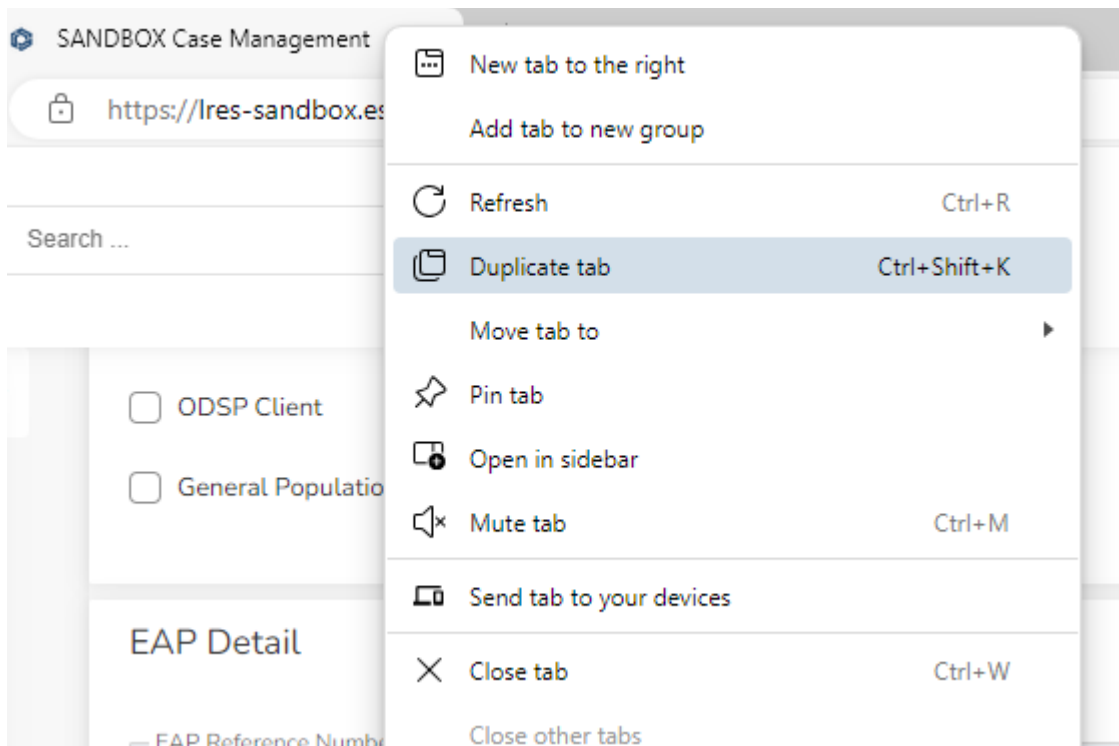 SANDBOX Case Management
https://lres-sandbox.es
Search ...
ODSP Client
General Populatio
EAP Detail
EAP Reference Numbe
New tab to the right
Add tab to new group
Refresh Ctrl+R
Duplicate tab Ctrl+Shift+K
Move tab to
Pin tab
Open in sidebar
Mute tab Ctrl+M
Send tab to your devices
Close tab Ctrl+W
Close other tabs